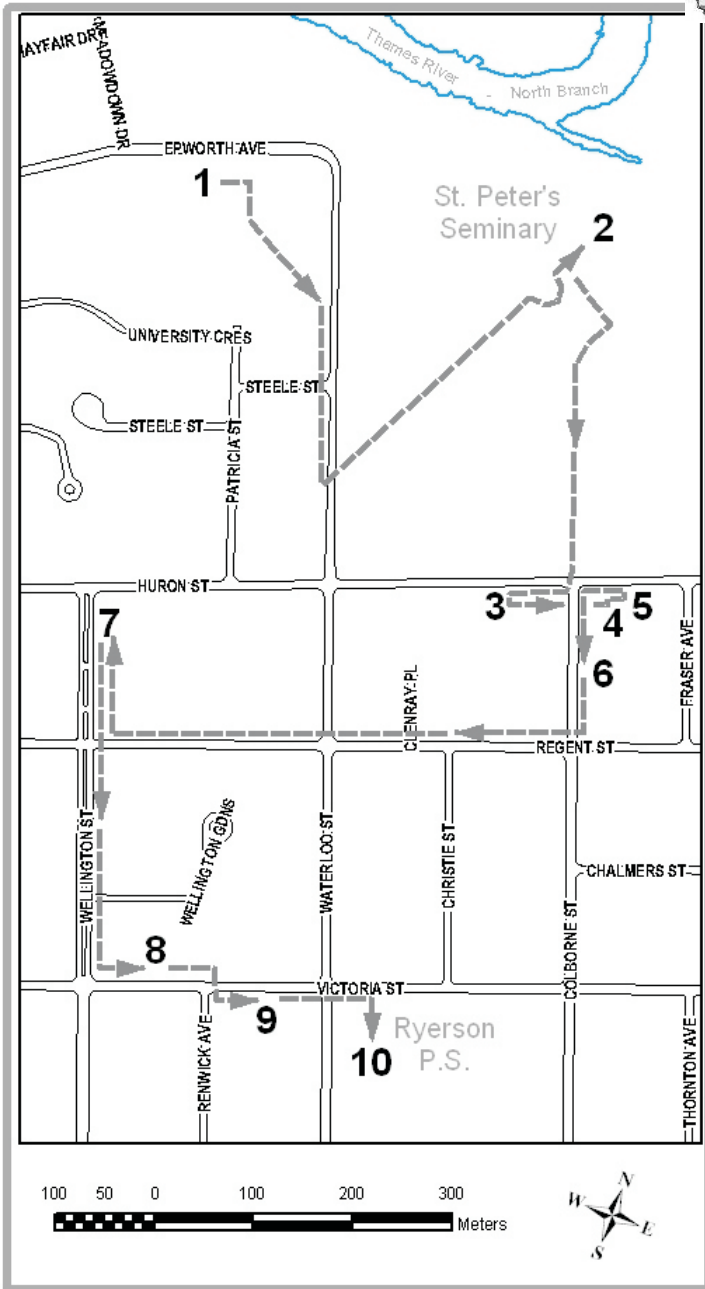 MAYFAIR DR
MEADOWDOWN DR
Thames River
- North Branch
EPWORTH AVE
1
St. Peter's
Seminary
2
UNIVERSITY CRES
STEELE ST
STEELE ST
PATRICIA ST
HURON ST
3
4
5
6
7
FRASER AVE
GLENRAY PL
REGENT ST
WELLINGTON ST
WELLINGTON GDNS
WATERLOO ST
CHRISTIE ST
CHALMERS ST
COLBORNE ST
8
VICTORIA ST
9
RENWICK AVE
10
Ryerson
P.S.
THORNTON AVE
100 50 0 100 200 300
Meters
N
W
E
S